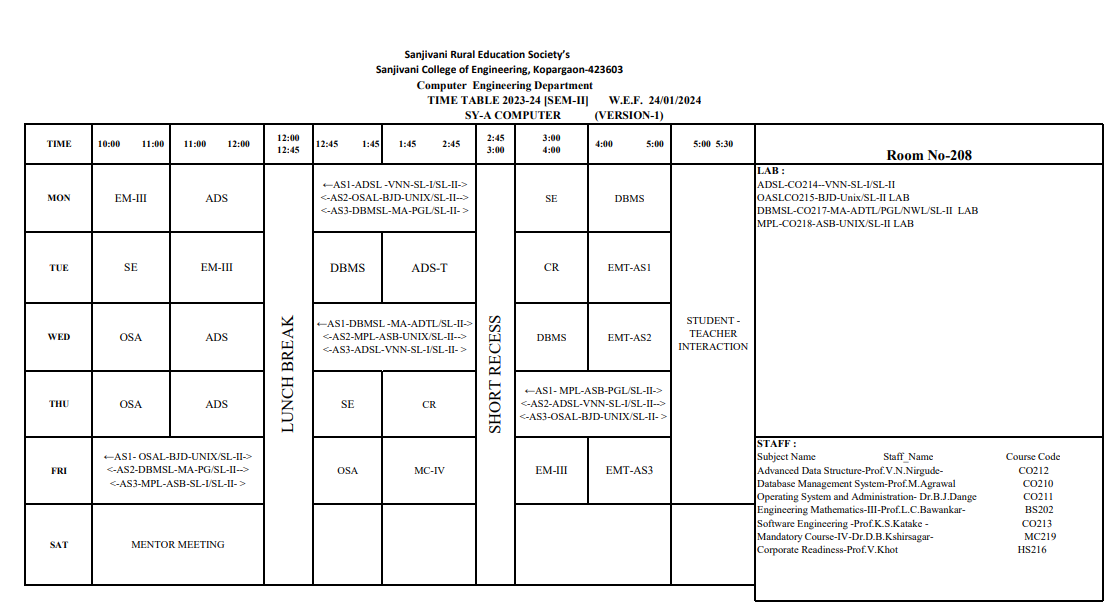 Sanjivani Rural Education Society's
Sanjivani College of Engineering, Kopargaon-423603
Computer Engineering Department
TIME TABLE 2023-24 [SEM-II] W.E.F. 24/01/2024
SY-A COMPUTER (VERSION-1)
TIME 10:00 11:00 11:00 12:00 12:00 12:45 12:45 1:45 1:45 2:45 2:45 3:00 3:00 4:00 4:00 5:00 5:00 5:30
Room No-208
MON EM-III ADS
←AS1-ADSL -VNN-SL-I/SL-II->
<-AS2-OSAL-BJD-UNIX/SL-II-->
<-AS3-DBMSL-MA-PGL/SL-II- >
SE DBMS
TUE SE EM-III DBMS ADS-T CR EMT-AS1
WED OSA ADS
←AS1-DBMSL -MA-ADTL/SL-II->
<-AS2-MPL-ASB-UNIX/SL-II-->
<-AS3-ADSL-VNN-SL-I/SL-II- >
DBMS EMT-AS2
THU OSA ADS SE CR
←AS1- MPL-ASB-PGL/SL-II->
<-AS2-ADSL-VNN-SL-I/SL-II-->
<-AS3-OSAL-BJD-UNIX/SL-II- >
FRI
←AS1- OSAL-BJD-UNIX/SL-II->
<-AS2-DBMSL-MA-PG/SL-II-->
<-AS3-MPL-ASB-SL-I/SL-II- >
OSA MC-IV EM-III EMT-AS3
SAT MENTOR MEETING
LUNCH BREAK
SHORT RECESS
STUDENT -
TEACHER
INTERACTION
LAB :
ADSL-CO214--VNN-SL-I/SL-II
OASLCO215-BJD-Unix/SL-II LAB
DBMSL-CO217-MA-ADTL/PGL/NWL/SL-II LAB
MPL-CO218-ASB-UNIX/SL-II LAB
STAFF :
Subject Name Staff_Name Course Code
Advanced Data Structure-Prof.V.N.Nirgude- CO212
Database Management System-Prof.M.Agrawal CO210
Operating System and Administration- Dr.B.J.Dange CO211
Engineering Mathematics-III-Prof.L.C.Bawankar- BS202
Software Engineering -Prof.K.S.Katake - CO213
Mandatory Course-IV-Dr.D.B.Kshirsagar- MC219
Corporate Readiness-Prof.V.Khot HS216